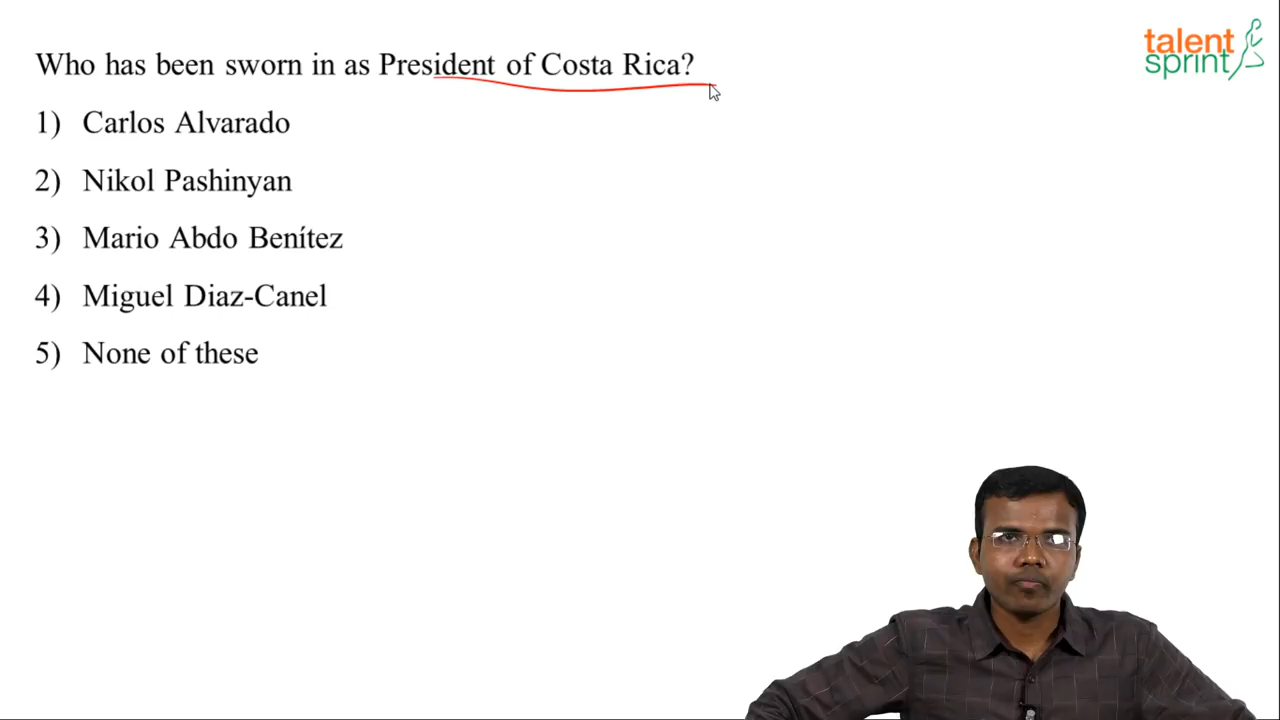 Who has been sworn in as President of Costa Rica?
1) Carlos Alvarado
2) Nikol Pashinyan
3) Mario Abdo Benítez
4) Miguel Diaz-Canel
5) None of these
talent
sprint